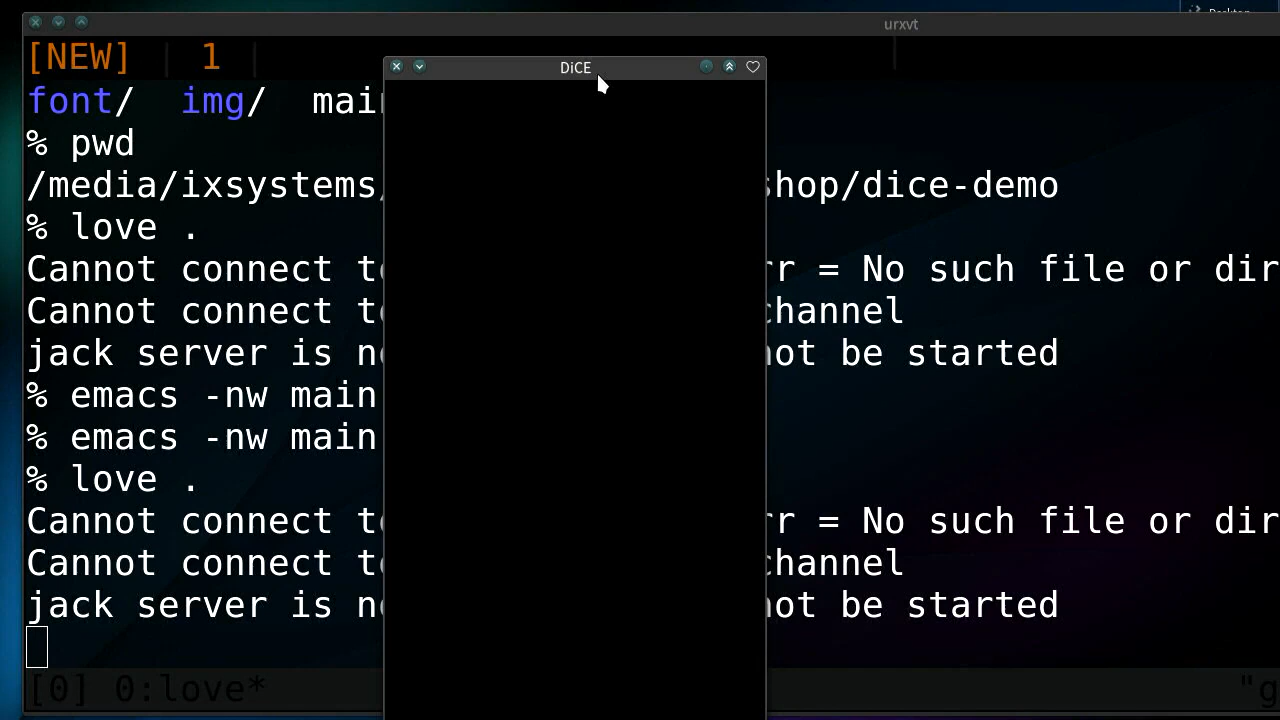 Desktop
urxvt
[NEW] | 1 |
DiCE
font/ img/ mai
% pwd
/media/ixsystems/ shop/dice-demo
% love .
Cannot connect to rr = No such file or dir
Cannot connect to channel
jack server is no not be started
% emacs -nw main
% emacs -nw main
% love .
Cannot connect to rr = No such file or dir
Cannot connect to channel
jack server is no not be started
[0] 0:love* "g